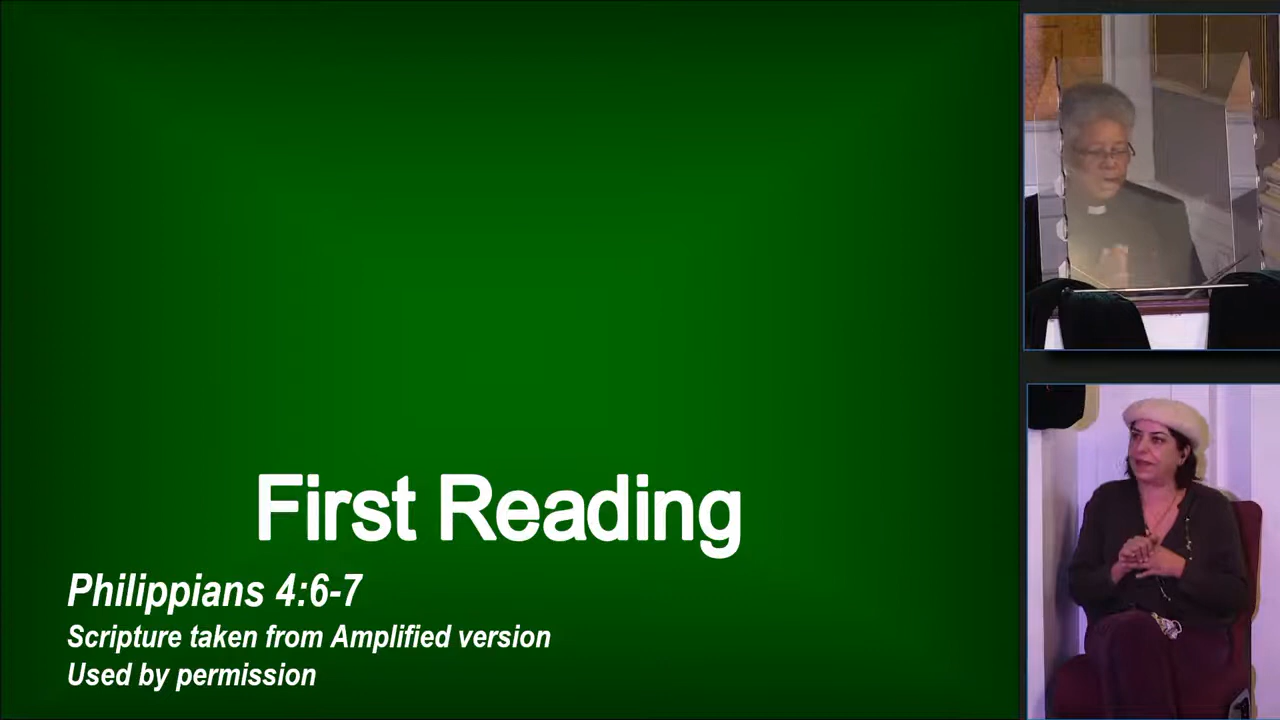 First Reading
Philippians 4:6-7
Scripture taken from Amplified version
Used by permission